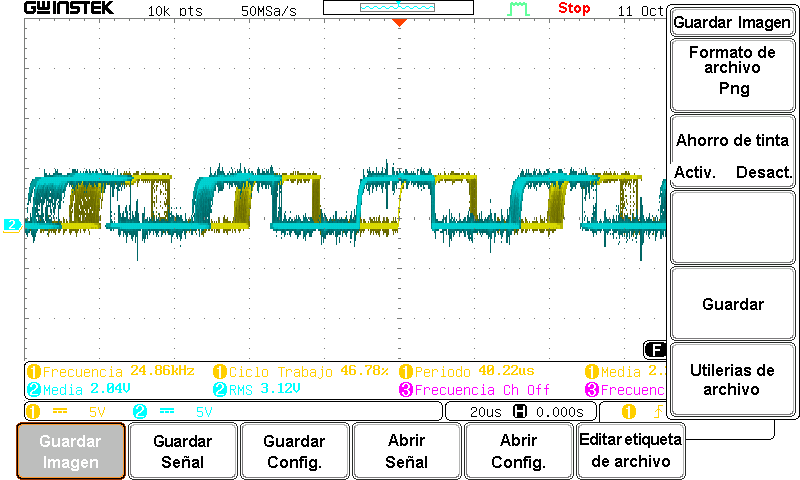 GWINSTEK 10k pts 50MSa/s Stop 11 Oct
Guardar Imagen
Formato de archivo
Png
Ahorro de tinta
Activ. Desact.
Guardar
Utilerias de archivo
2
F
1 Frecuencia 24.86kHz 1 Ciclo Trabajo 46.78% 1 Periodo 40.22us 1 Media 2.
2 Media 2.04V 2 RMS 3.12V 3 Frecuencia Ch Off 3 Frecuenc
1 5V 2 5V 20us H 0.000s 1
Guardar Imagen
Guardar Señal
Guardar Config.
Abrir Señal
Abrir Config.
Editar etiqueta de archivo